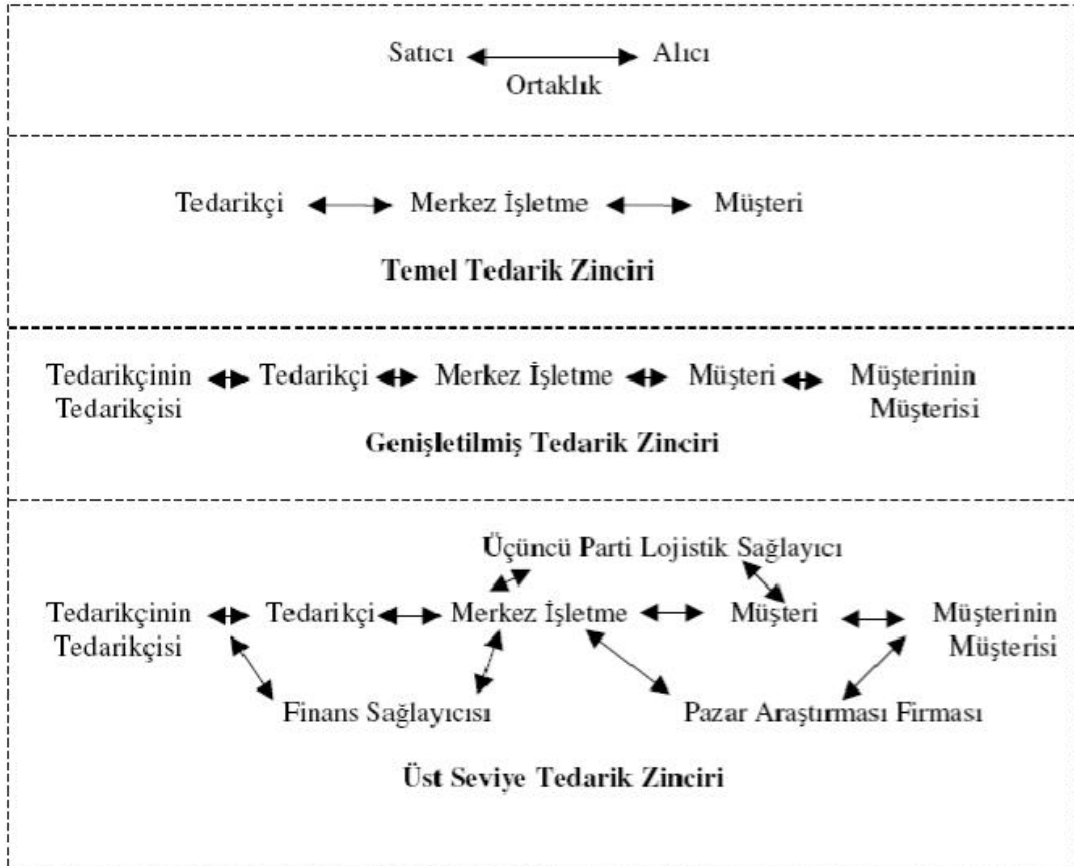 Satıcı Alıcı
Ortaklık
Tedarikçi Merkez İşletme Müşteri
Temel Tedarik Zinciri
Tedarikçinin Tedarikçi Merkez İşletme Müşteri Müşterinin
Tedarikçisi Müşterisi
Genişletilmiş Tedarik Zinciri
Üçüncü Parti Lojistik Sağlayıcı
Tedarikçinin Tedarikçi Merkez İşletme Müşteri Müşterinin
Tedarikçisi Müşterisi
Finans Sağlayıcısı Pazar Araştırması Firması
Üst Seviye Tedarik Zinciri